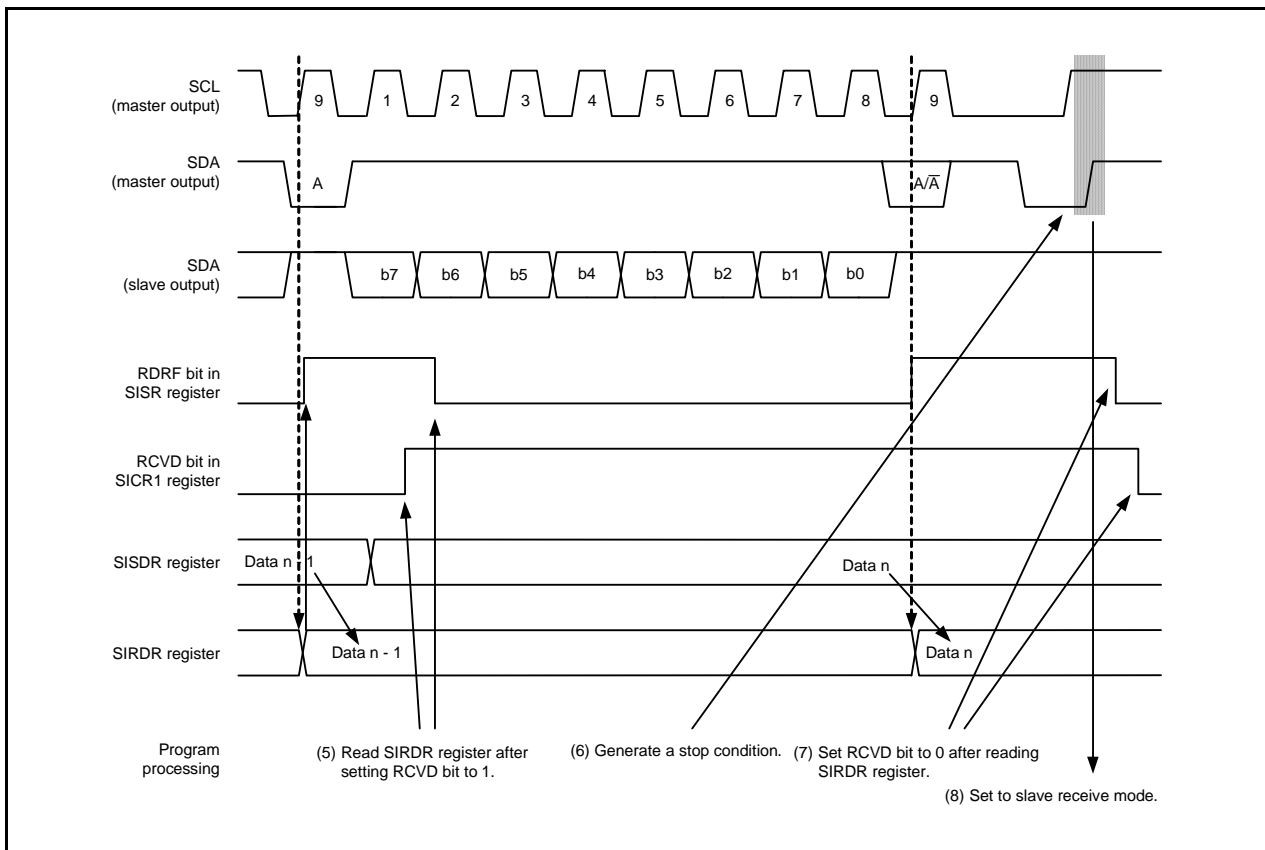 SCL
(master output)
9 1 2 3 4 5 6 7 8 9
SDA
(master output)
A A/A̅
SDA
(slave output)
b7 b6 b5 b4 b3 b2 b1 b0
RDRF bit in
SISR register
RCVD bit in
SICR1 register
SISDR register
Data n - 1 Data n
SIRDR register
Data n - 1 Data n
Program
processing
(5) Read SIRDR register after
setting RCVD bit to 1.
(6) Generate a stop condition.
(7) Set RCVD bit to 0 after reading
SIRDR register.
(8) Set to slave receive mode.